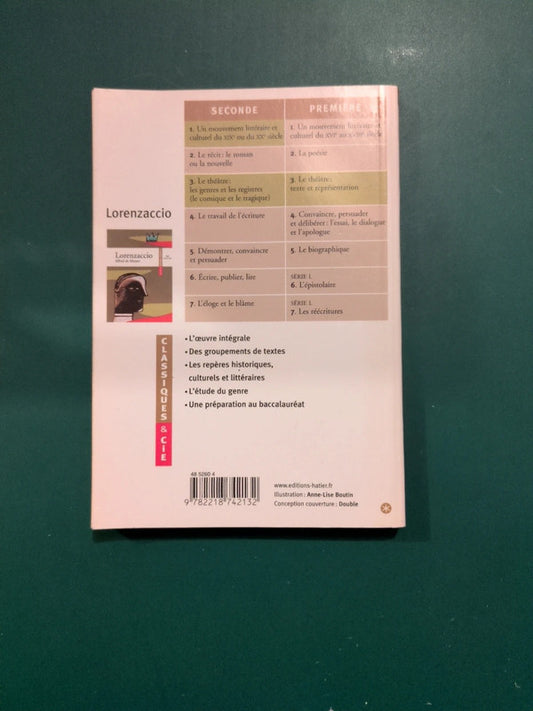 SECONDE
PREMIÈRE
1. Un mouvement littéraire et
culturel du XIXe ou du XXe siècle
1. Un mouvement littéraire et
culturel du XVIe au XVIIIe siècle
2. Le récit : le roman
ou la nouvelle
2. La poésie
3. Le théâtre :
les genres et les registres
(le comique et le tragique)
3. Le théâtre :
texte et représentation
4. Le travail de l'écriture
4. Convaincre, persuader
et délibérer : l'essai, le dialogue
et l'apologue
5. Démontrer, convaincre
et persuader
5. Le biographique
6. Écrire, publier, lire
SÉRIE L
6. L'épistolaire
7. L'éloge et le blâme
SÉRIE L
7. Les réécritures
Lorenzaccio
Lorenzaccio
Alfred de Musset
CLASSIQUES & CIE
• L'œuvre intégrale
• Des groupements de textes
• Les repères historiques,
culturels et littéraires
• L'étude du genre
• Une préparation au baccalauréat
48 5260 4
9 782218 742132
www.editions-hatier.fr
Illustration : Anne-Lise Boutin
Conception couverture : Double